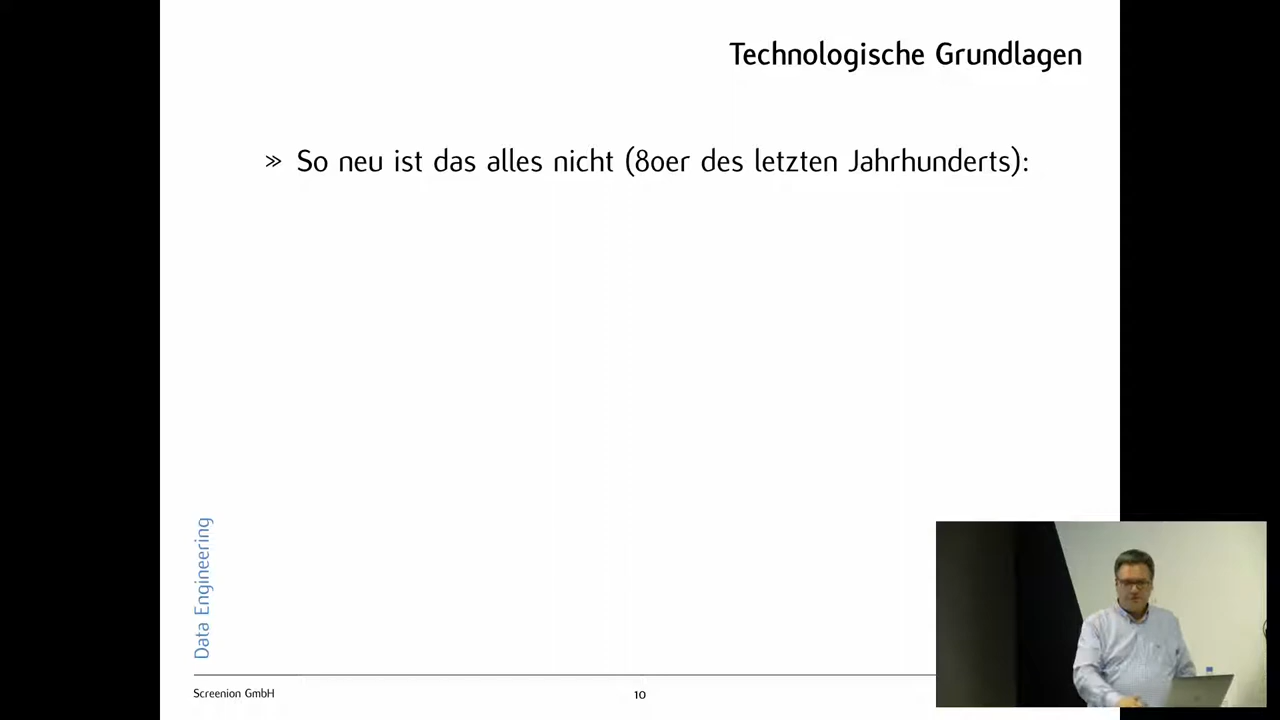 Technologische Grundlagen
» So neu ist das alles nicht (80er des letzten Jahrhunderts):
Data Engineering
Screenion GmbH
10